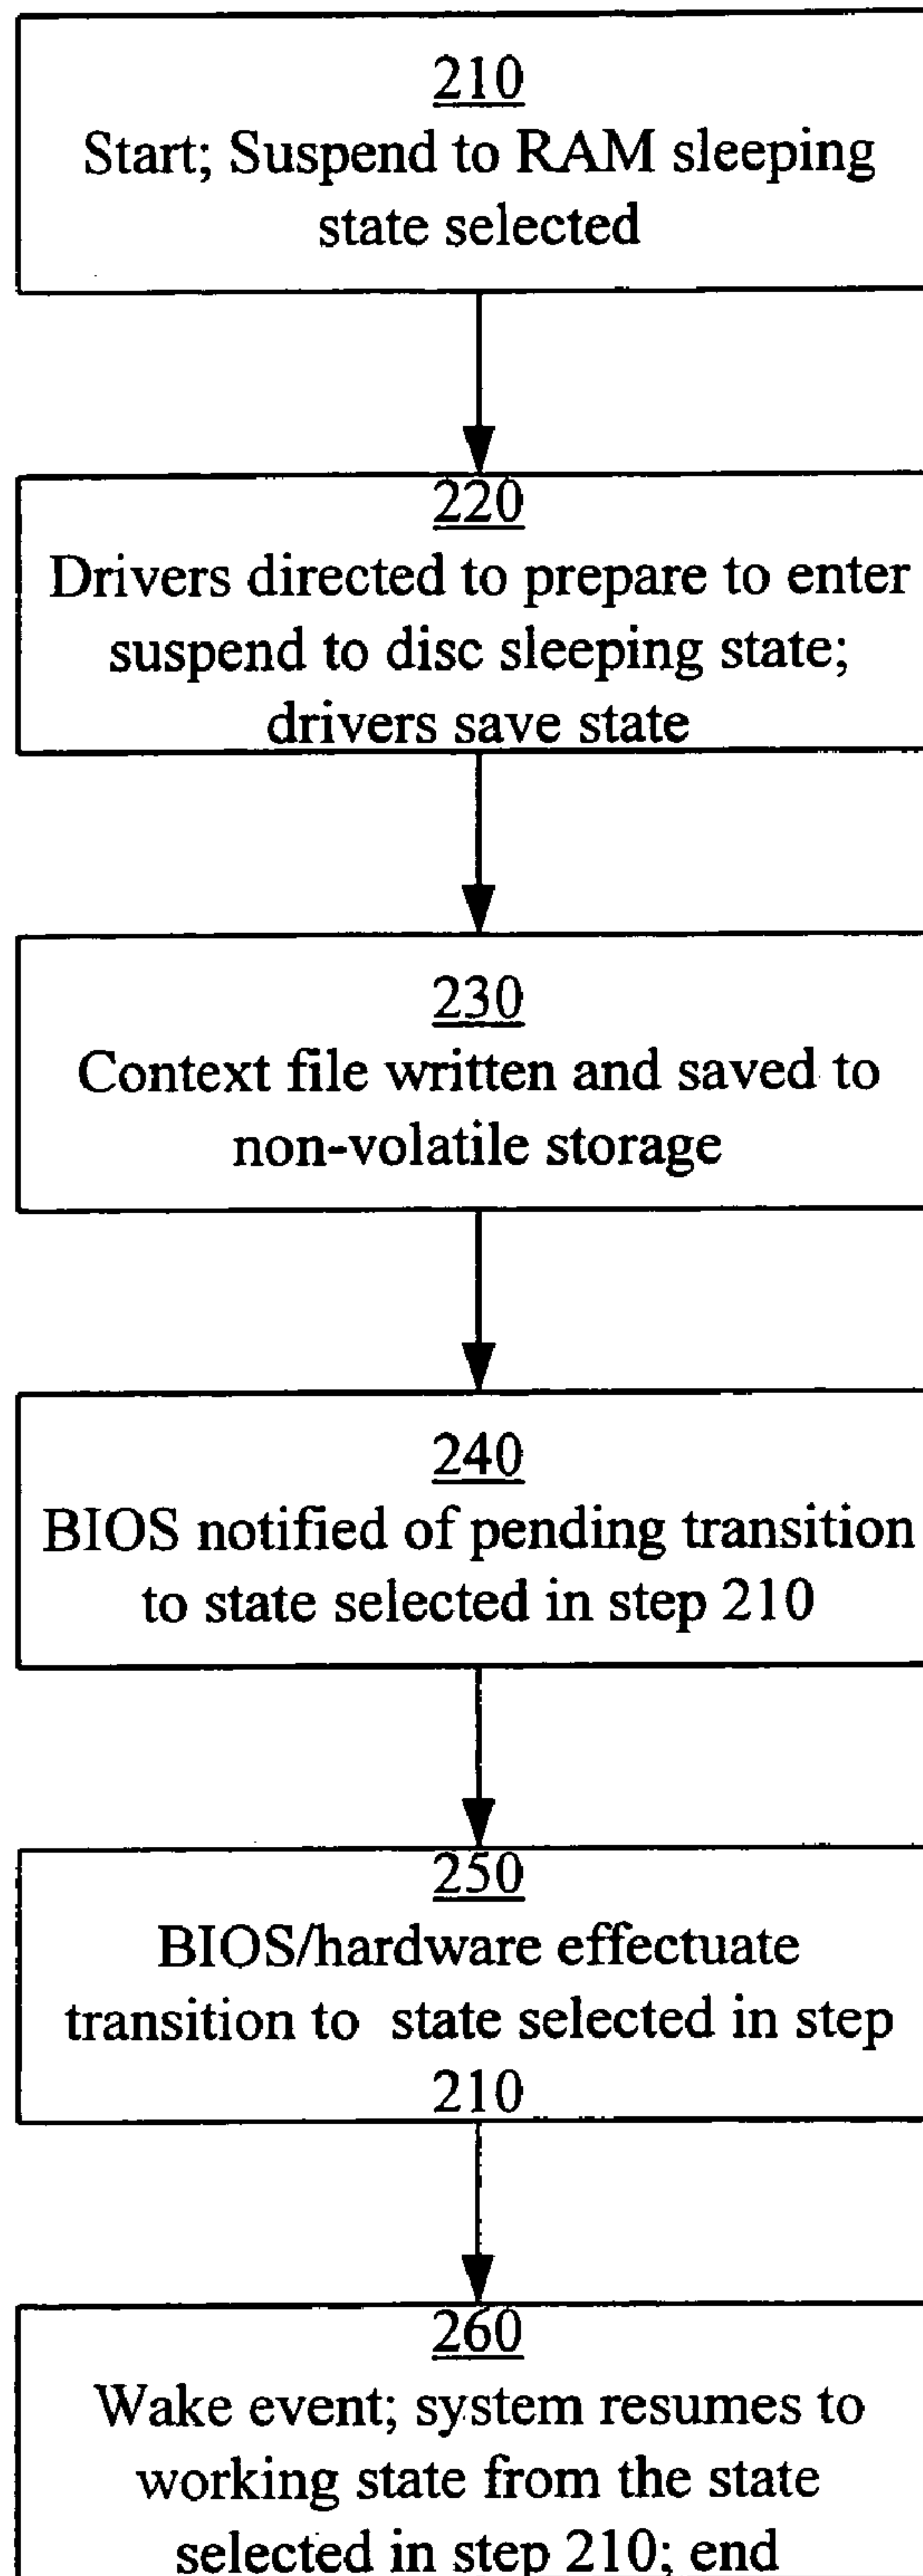 210
Start; Suspend to RAM sleeping
state selected
220
Drivers directed to prepare to enter
suspend to disc sleeping state;
drivers save state
230
Context file written and saved to
non-volatile storage
240
BIOS notified of pending transition
to state selected in step 210
250
BIOS/hardware effectuate
transition to state selected in step
210
260
Wake event; system resumes to
working state from the state
selected in step 210; end